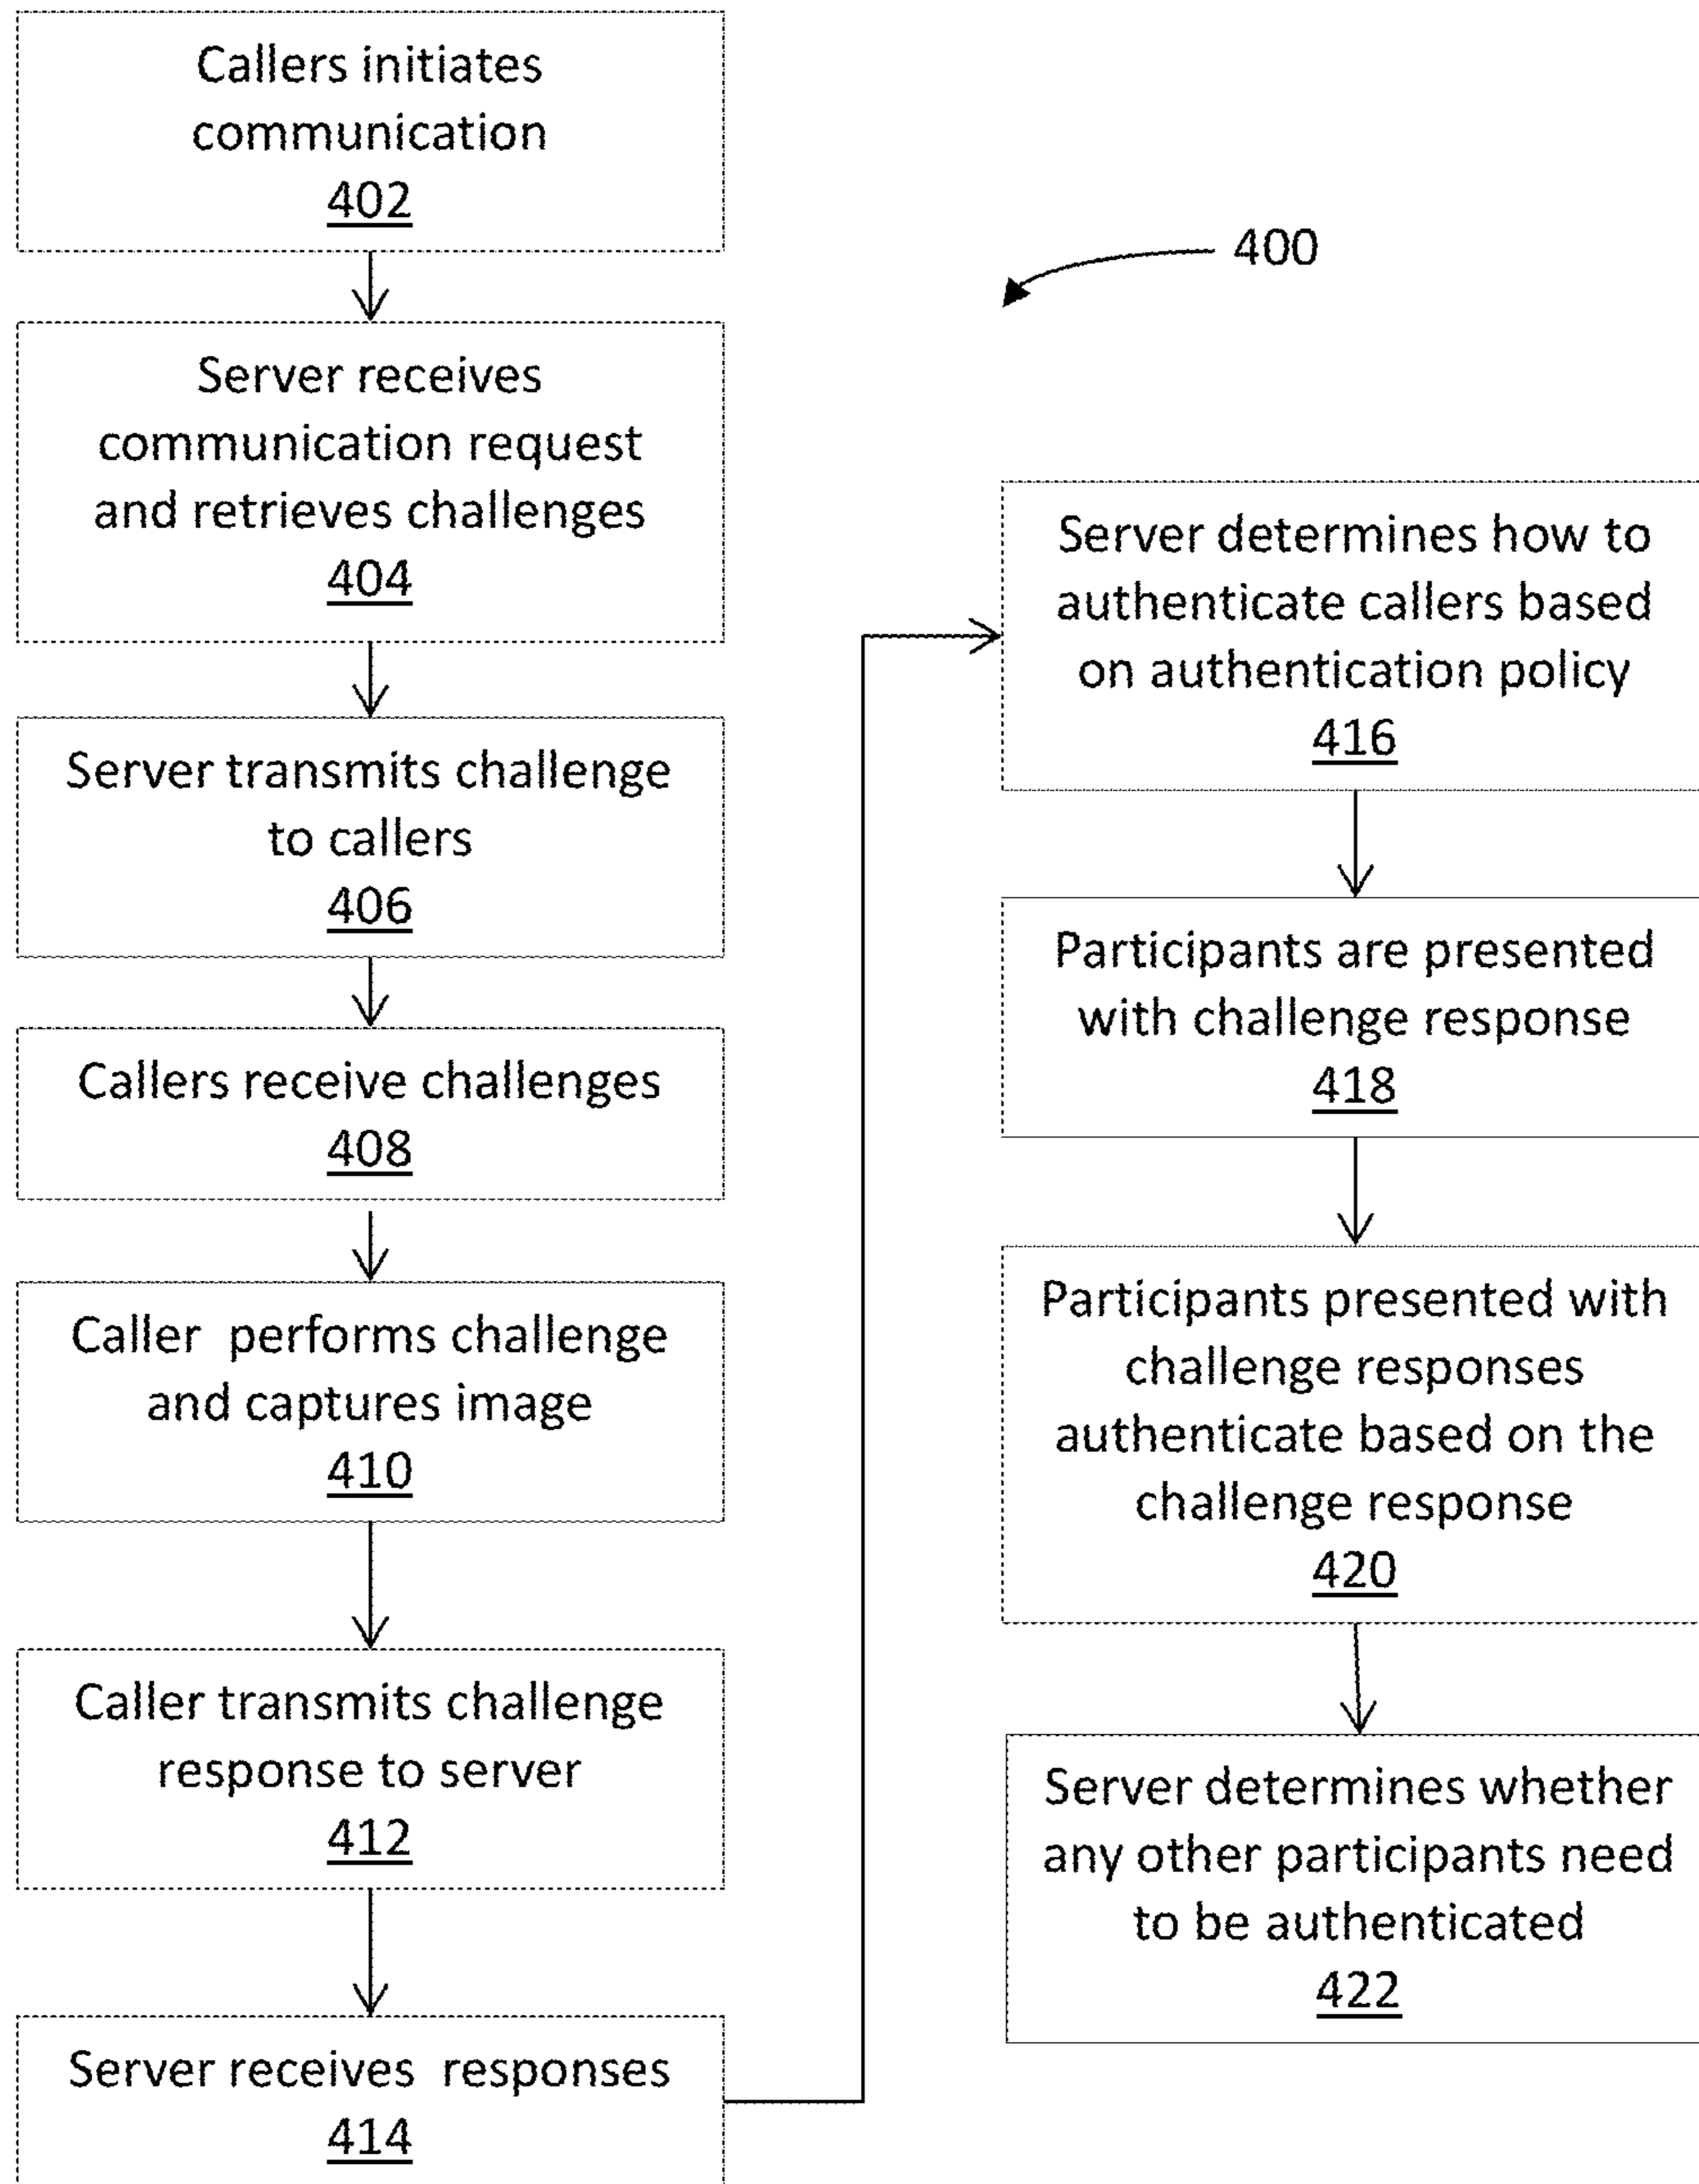 Callers initiates
communication
402
Server receives
communication request
and retrieves challenges
404
Server transmits challenge
to callers
406
Callers receive challenges
408
Caller performs challenge
and captures image
410
Caller transmits challenge
response to server
412
Server receives responses
414
400
Server determines how to
authenticate callers based
on authentication policy
416
Participants are presented
with challenge response
418
Participants presented with
challenge responses
authenticate based on the
challenge response
420
Server determines whether
any other participants need
to be authenticated
422